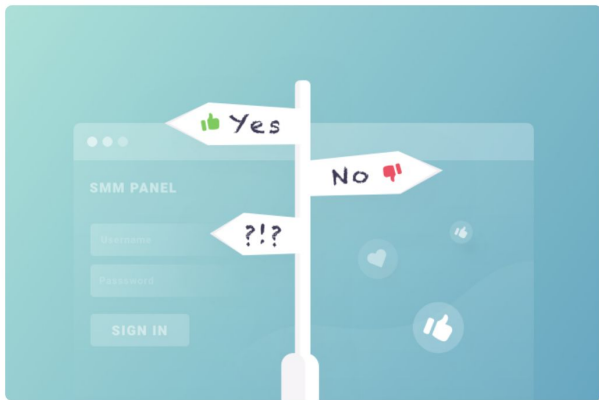 Yes
No
?!?
SMM PANEL
Username
Password
SIGN IN